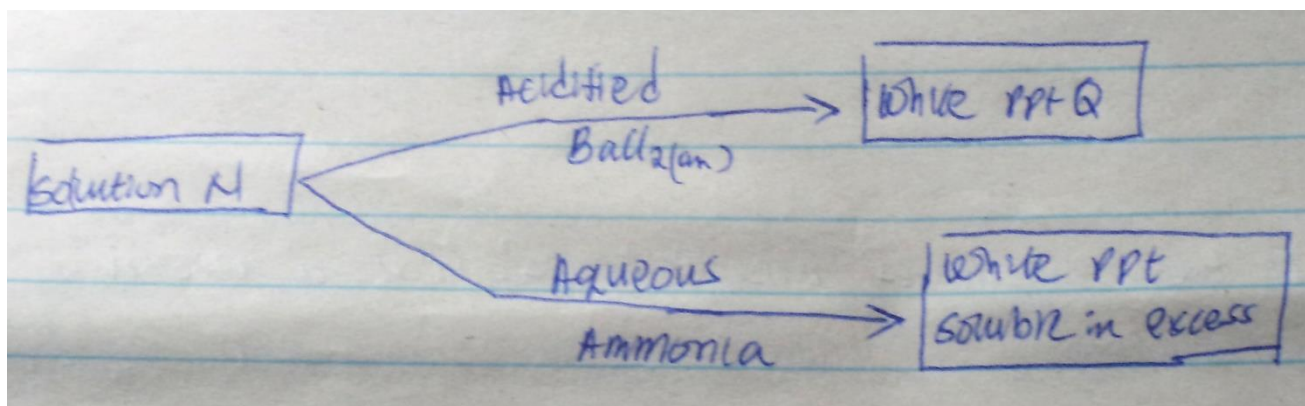 Acidified
BaCl2(aq)
White ppt Q
Solution N
Aqueous
Ammonia
White ppt
soluble in excess